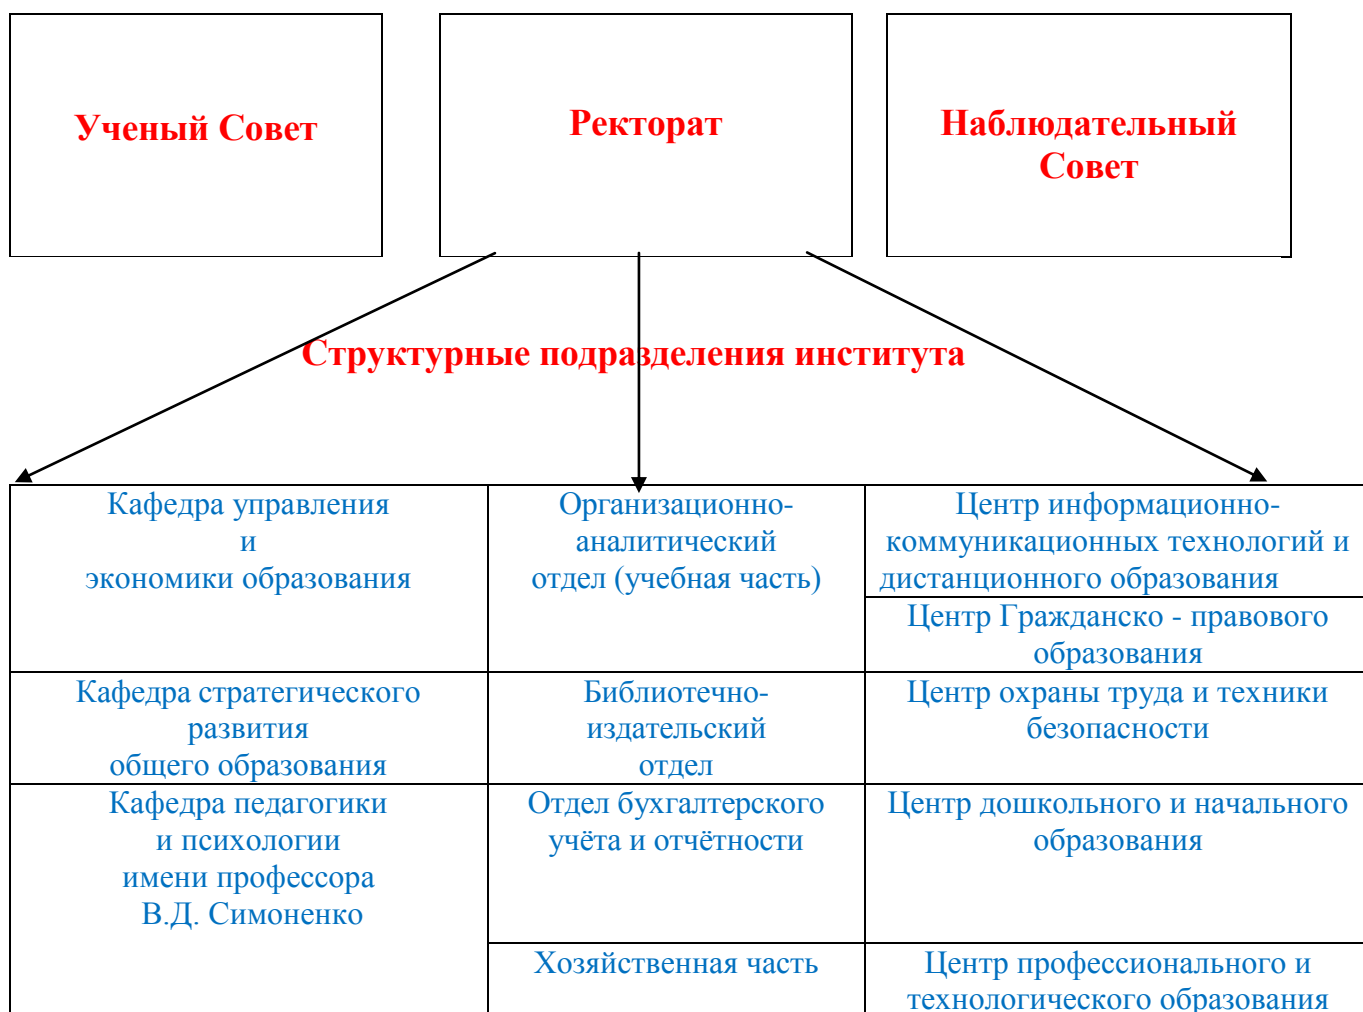 Ученый Совет
Ректорат
Наблюдательный
Совет
Структурные подразделения института
Кафедра управления
и
экономики образования
Организационно-
аналитический
отдел (учебная часть)
Центр информационно-
коммуникационных технологий и
дистанционного образования
Центр Гражданско - правового
образования
Кафедра стратегического
развития
общего образования
Библиотечно-
издательский
отдел
Центр охраны труда и техники
безопасности
Кафедра педагогики
и психологии
имени профессора
В.Д. Симоненко
Отдел бухгалтерского
учёта и отчётности
Центр дошкольного и начального
образования
Хозяйственная часть
Центр профессионального и
технологического образования